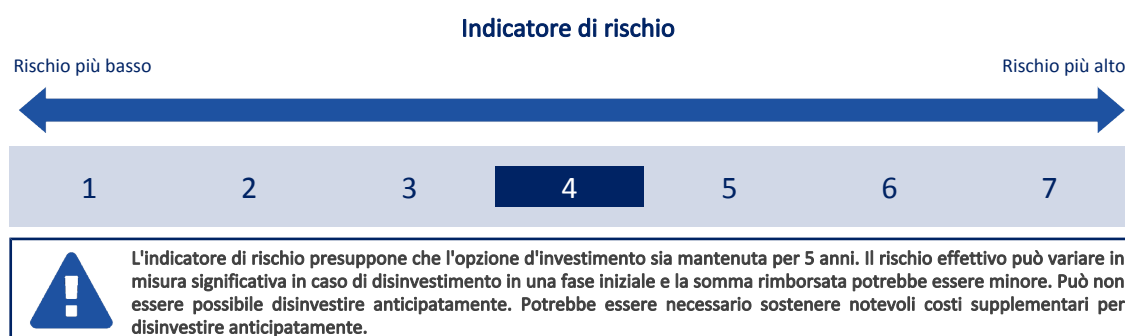 Indicatore di rischio
Rischio più basso
Rischio più alto
1 2 3 4 5 6 7
L'indicatore di rischio presuppone che l'opzione d'investimento sia mantenuta per 5 anni. Il rischio effettivo può variare in
misura significativa in caso di disinvestimento in una fase iniziale e la somma rimborsata potrebbe essere minore. Può non
essere possibile disinvestire anticipatamente. Potrebbe essere necessario sostenere notevoli costi supplementari per
disinvestire anticipatamente.